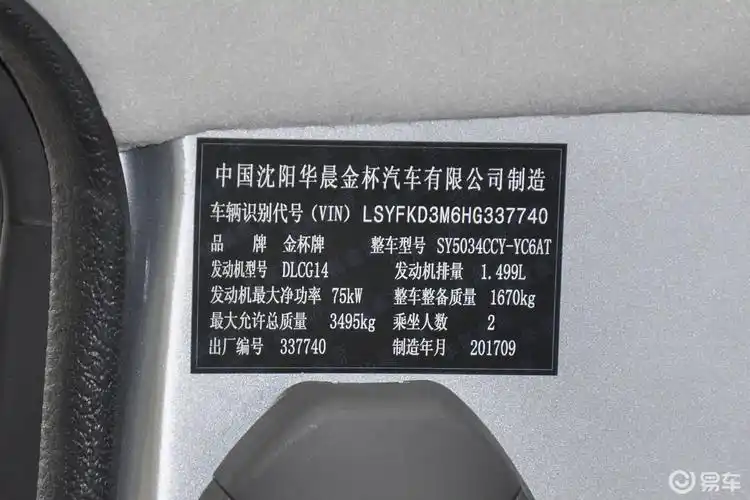 中国沈阳华晨金杯汽车有限公司制造
车辆识别代号(VIN) LSYFKD3M6HG337740
品 牌 金杯牌 整车型号 SY5034CCY-YC6AT
发动机型号 DLCG14 发动机排量 1.499L
发动机最大净功率 75kW 整车整备质量 1670kg
最大允许总质量 3495kg 乘坐人数 2
出厂编号 337740 制造年月 201709
易车